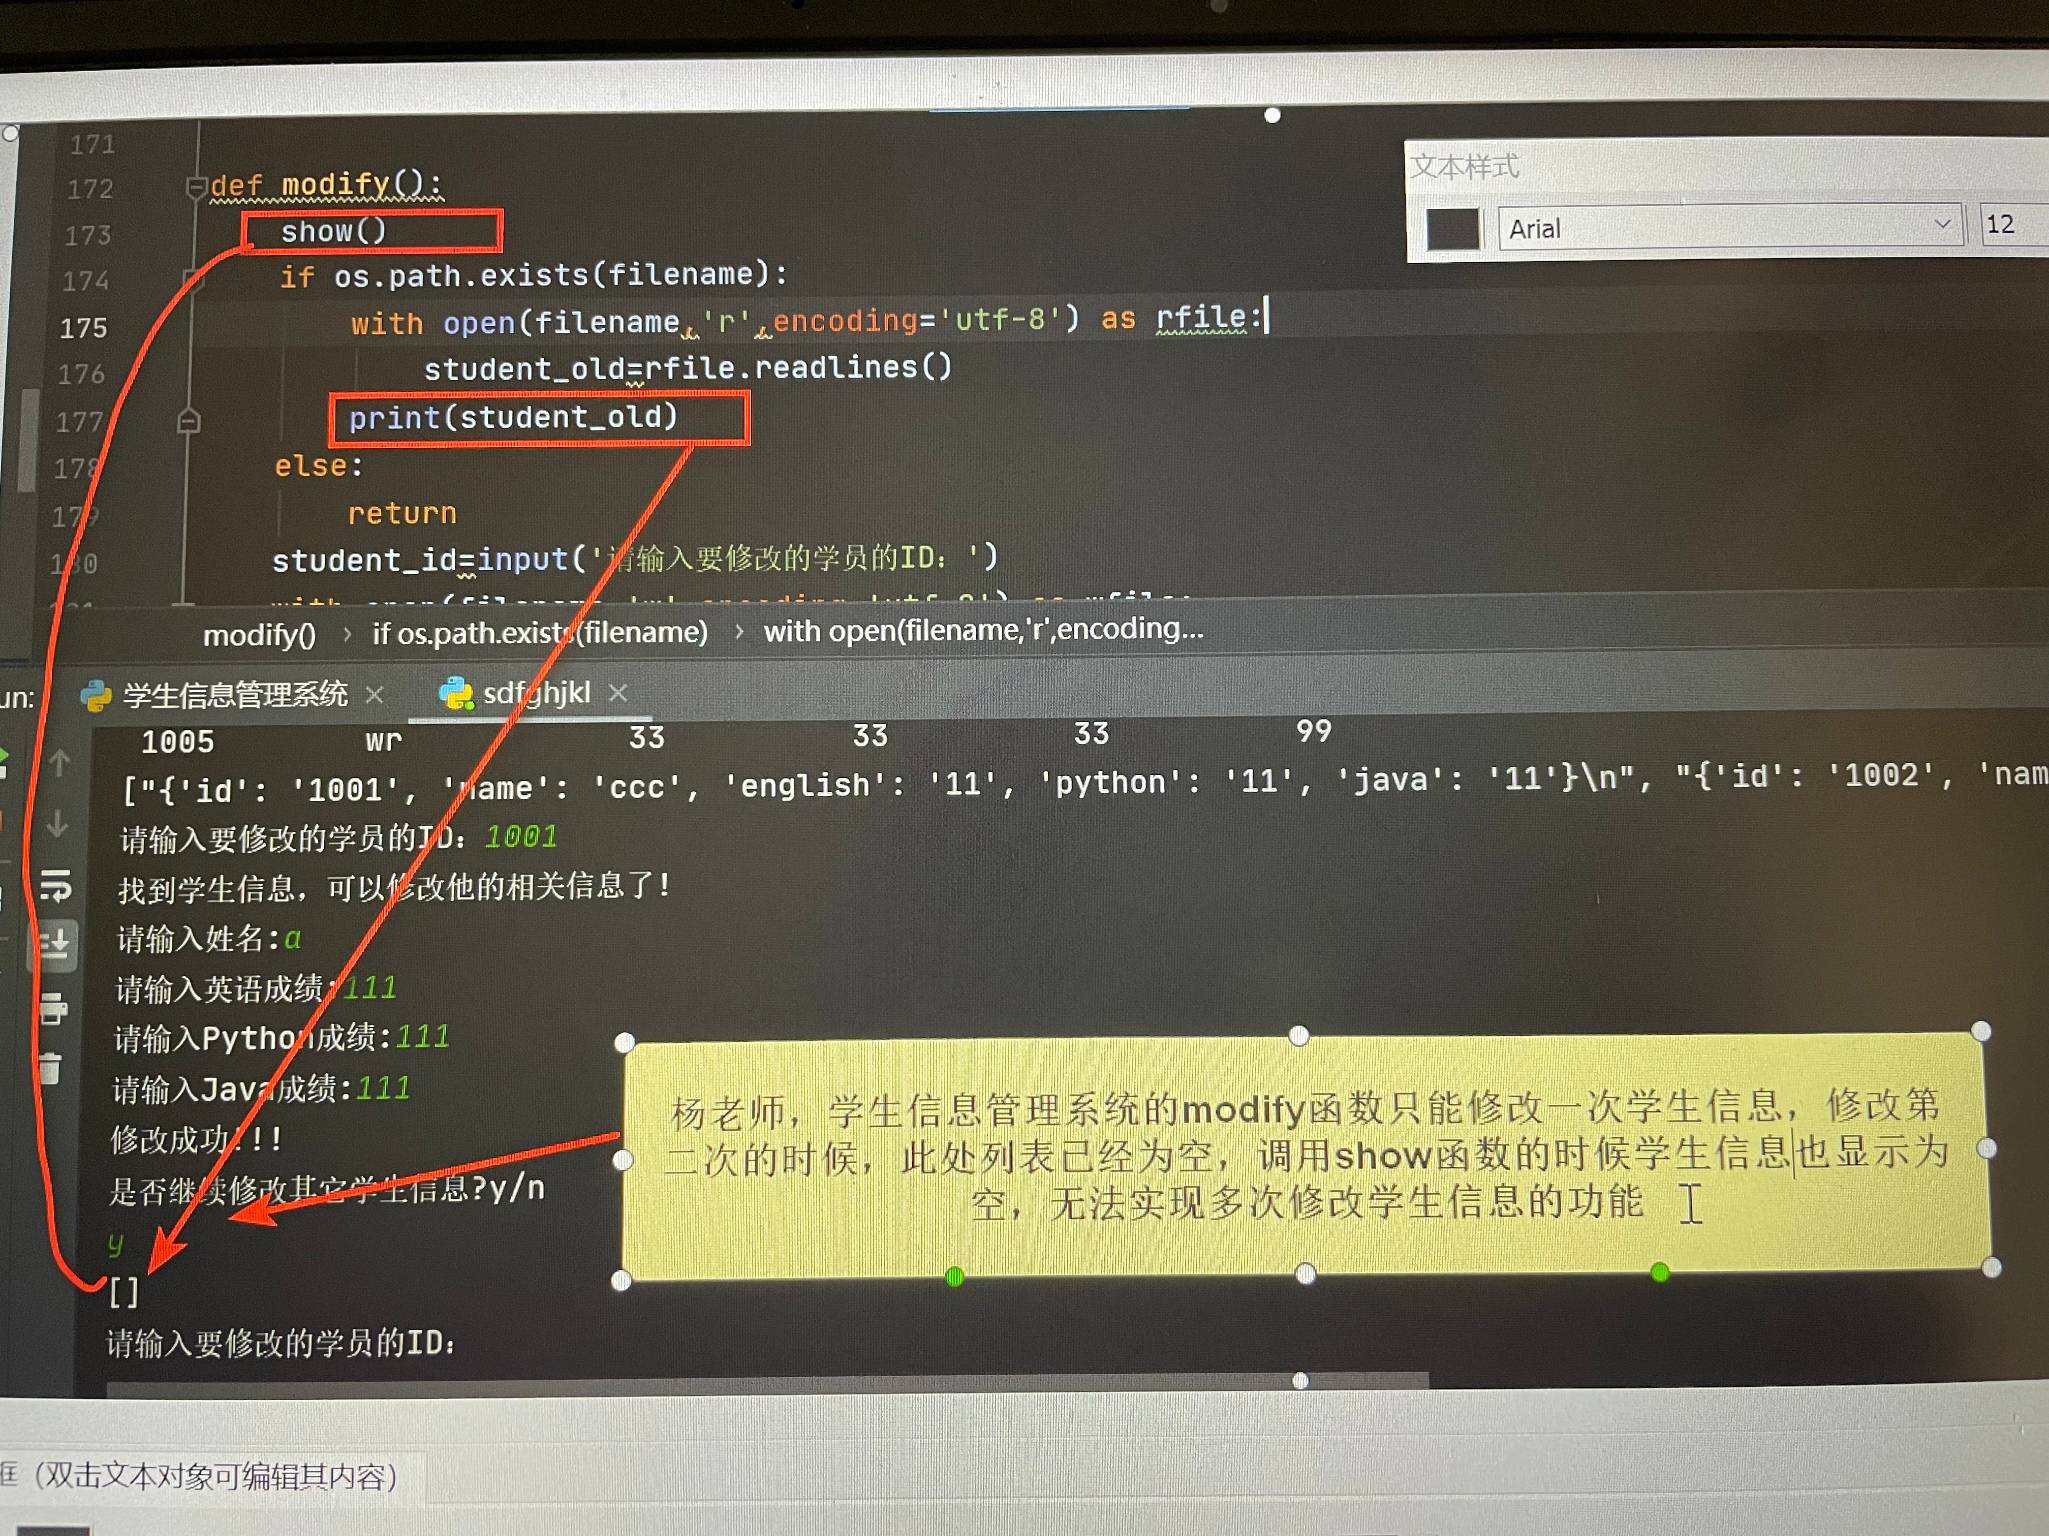 文本样式
Arial
12
171
172 def modify():
173 show()
174 if os.path.exists(filename):
175 with open(filename,'r',encoding='utf-8') as rfile:
176 student_old=rfile.readlines()
177 print(student_old)
178 else:
179 return
180 student_id=input('请输入要修改的学员的ID：')
modify() › if os.path.exists(filename) › with open(filename,'r',encoding...
un: 学生信息管理系统 × sdfghjkl ×
1005 wr 33 33 33 99
["{'id': '1001', 'name': 'ccc', 'english': '11', 'python': '11', 'java': '11'}\n", "{'id': '1002', 'nam
请输入要修改的学员的ID：1001
找到学生信息，可以修改他的相关信息了！
请输入姓名:a
请输入英语成绩:111
请输入Python成绩:111
请输入Java成绩:111
修改成功!!!
是否继续修改其它学生信息?y/n
y
[]
请输入要修改的学员的ID：
杨老师，学生信息管理系统的modify函数只能修改一次学生信息，修改第
二次的时候，此处列表已经为空，调用show函数的时候学生信息也显示为
空，无法实现多次修改学生信息的功能
框（双击文本对象可编辑其内容）